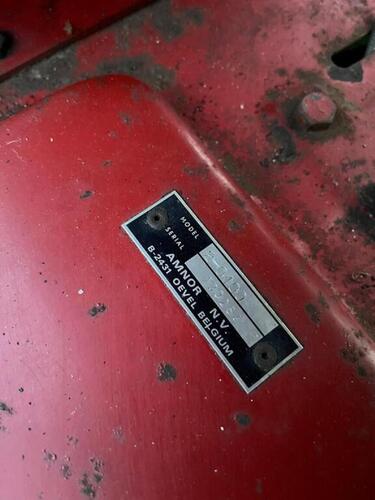 MODEL
SERIAL
AMNOR N.V.
B-2431 OEVEL BELGIUM